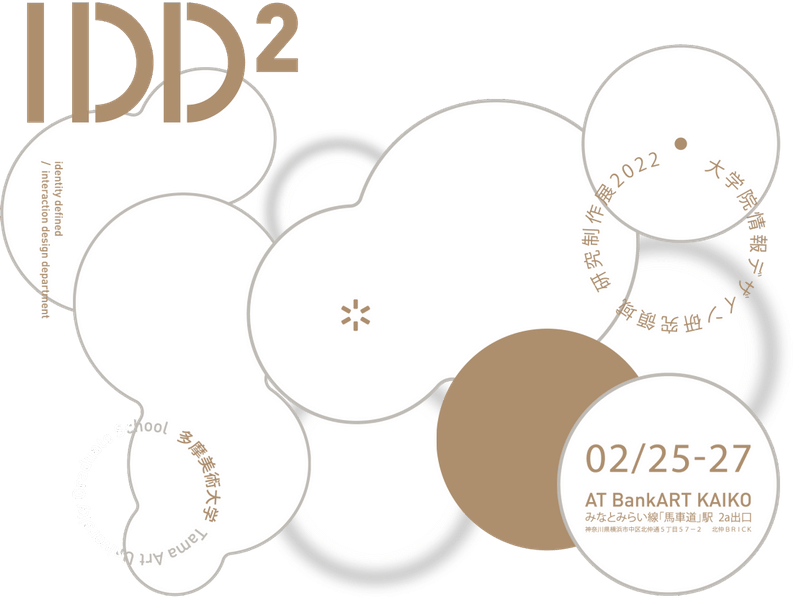 IDD²
identity defined
/ interaction design department
大学院情報デザイン研究領域
研究制作展2022
多摩美術大学
Tama Art U
hool
02/25-27
AT BankART KAIKO
みなとみらい線「馬車道」駅 2a出口
神奈川県横浜市中区北仲通5丁目57−2 北仲BRICK